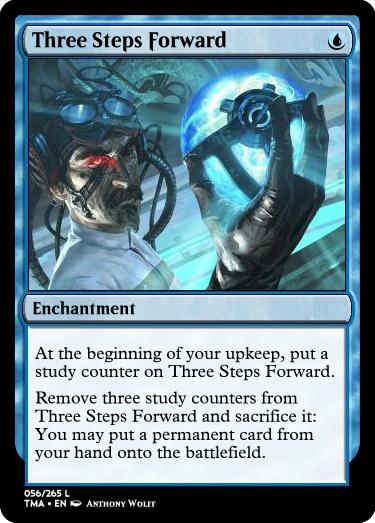 Three Steps Forward
Enchantment
At the beginning of your upkeep, put a
study counter on Three Steps Forward.
Remove three study counters from
Three Steps Forward and sacrifice it:
You may put a permanent card from
your hand onto the battlefield.
056/265 L
TMA • EN Anthony Wolff